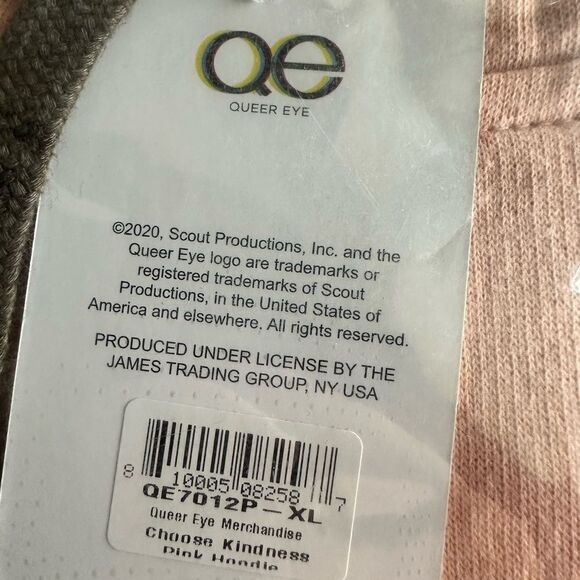 Qe
QUEER EYE
©2020, Scout Productions, Inc. and the
Queer Eye logo are trademarks or
registered trademarks of Scout
Productions, in the United States of
America and elsewhere. All rights reserved.
PRODUCED UNDER LICENSE BY THE
JAMES TRADING GROUP, NY USA
8 10005 08258 7
QE7012P-XL
Queer Eye Merchandise
Choose Kindness
Pink Hoodie